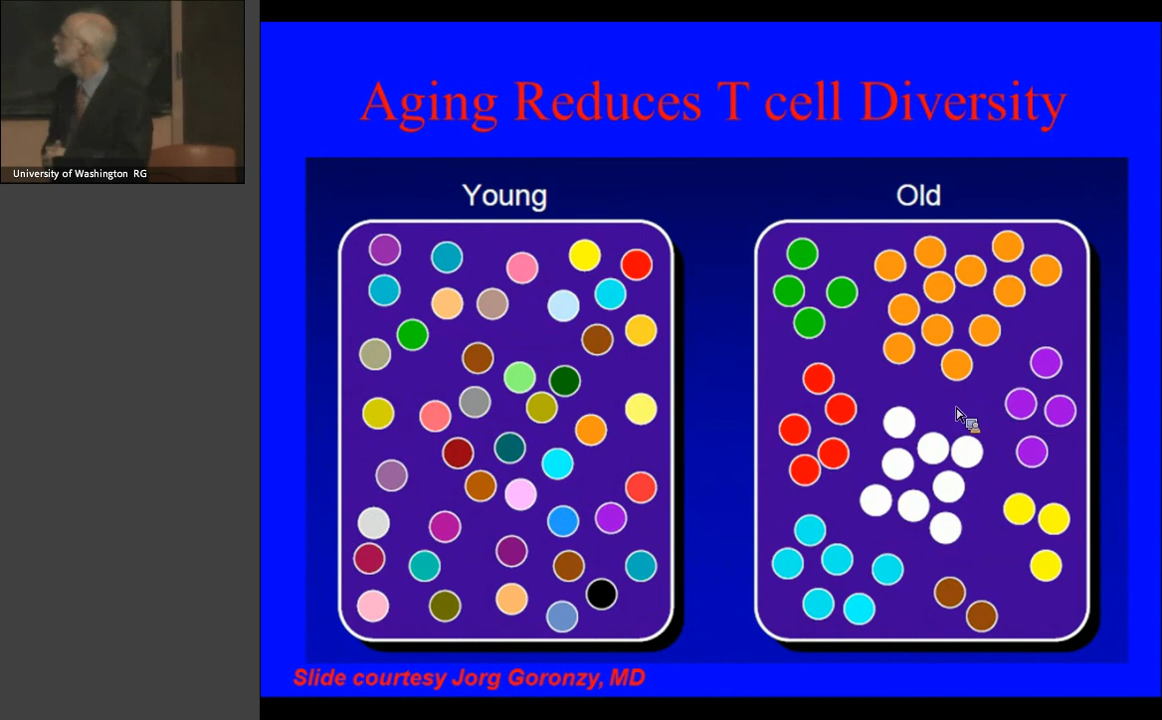 University of Washington RG
Aging Reduces T cell Diversity
Young
Old
Slide courtesy Jorg Goronzy, MD